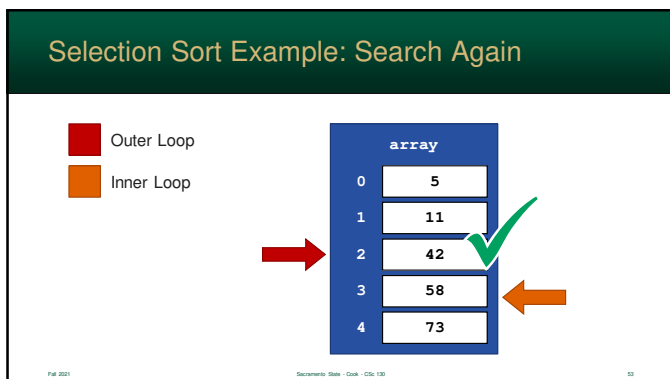 Selection Sort Example: Search Again
Outer Loop
Inner Loop
array
0 5
1 11
2 42
3 58
4 73
Fall 2021 Sacramento State - Cook - CSc 130 53